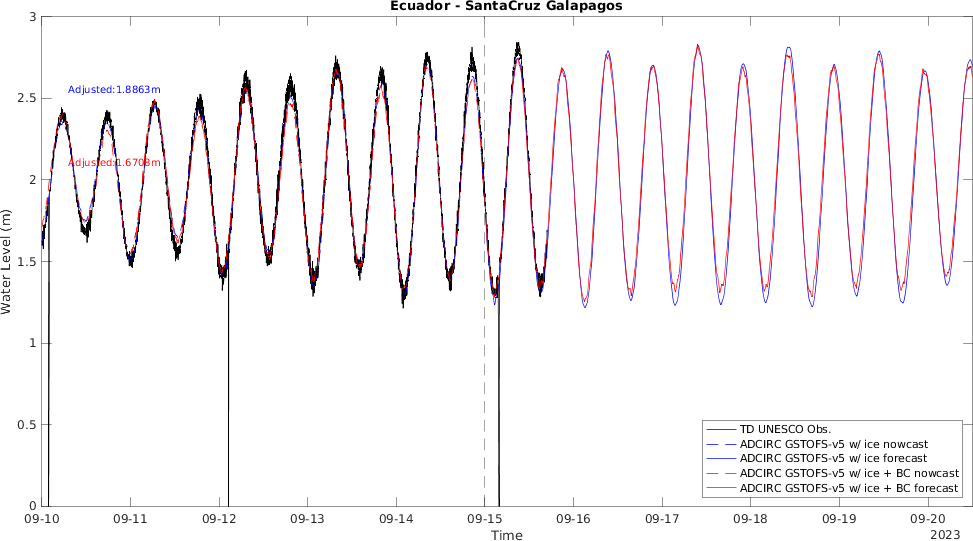 Ecuador - SantaCruz Galapagos
3
2.5
2
1.5
1
0.5
0
Water Level (m)
Adjusted:1.8863m
Adjusted:1.6708m
TD UNESCO Obs.
ADCIRC GSTOFS-v5 w/ ice nowcast
ADCIRC GSTOFS-v5 w/ ice forecast
ADCIRC GSTOFS-v5 w/ ice + BC nowcast
ADCIRC GSTOFS-v5 w/ ice + BC forecast
09-10 09-11 09-12 09-13 09-14 09-15 09-16 09-17 09-18 09-19 09-20
Time
2023